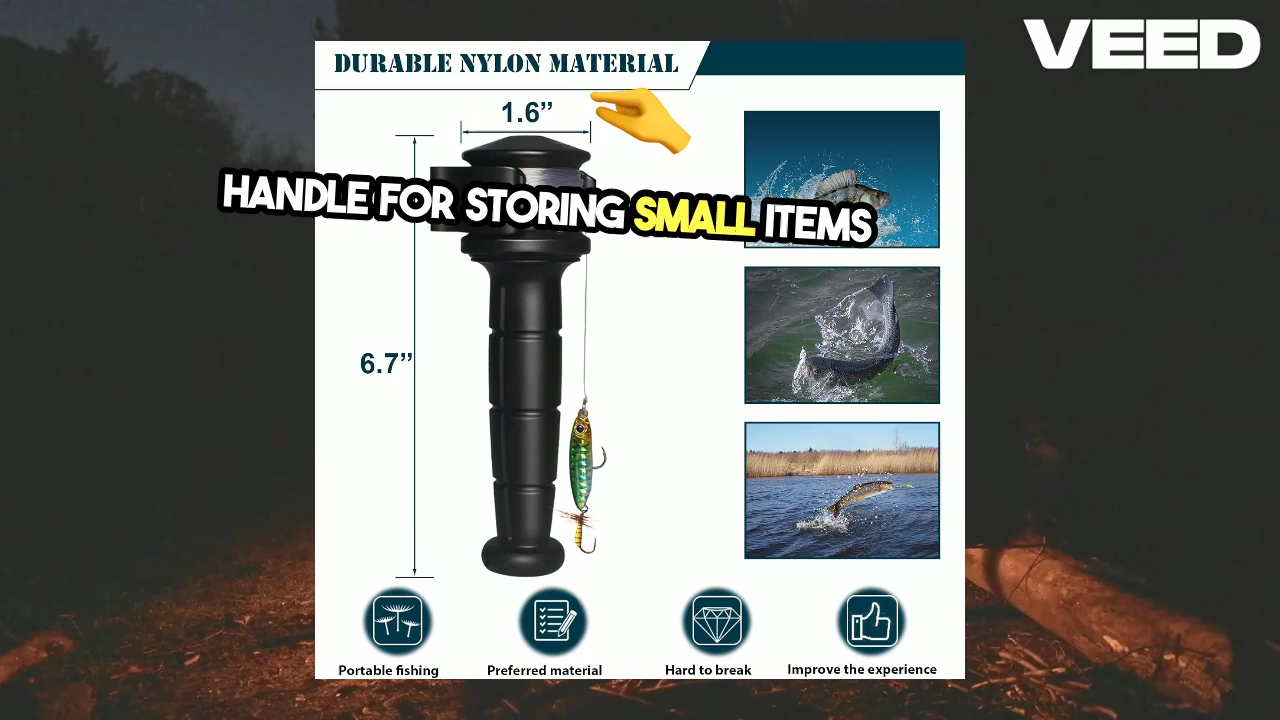 VEED
DURABLE NYLON MATERIAL
1.6”
HANDLE FOR STORING SMALL ITEMS
6.7”
Portable fishing
Preferred material
Hard to break
Improve the experience